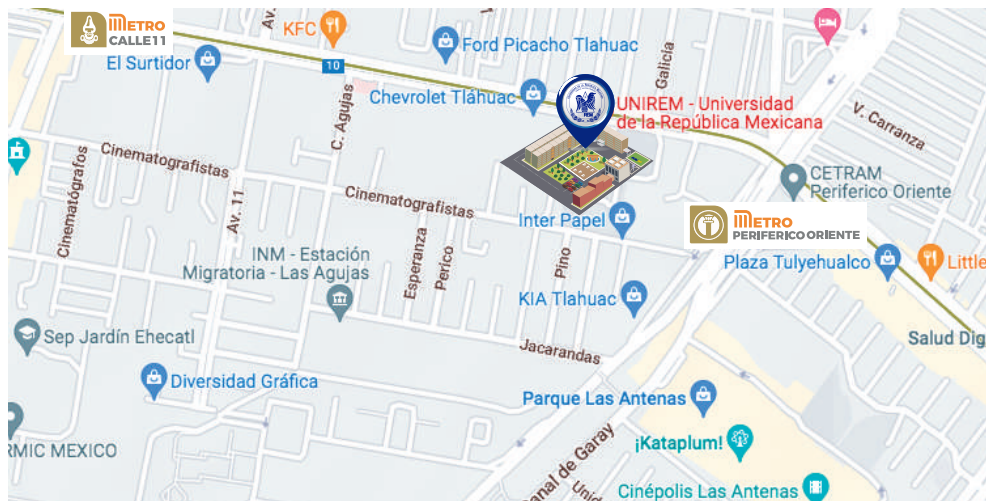 METRO
CALLE11
Av.
KFC
El Surtidor
10
Ford Picacho Tlahuac
Galicia
Chevrolet Tláhuac
C. Agujas
UNIREM - Universidad
de la República Mexicana
V. Carranza
Cinematógrafos
Cinematografistas
Av. 11
Cinematografistas
CETRAM
Periferico Oriente
Inter Papel
METRO
PERIFERICO ORIENTE
INM - Estación
Migratoria - Las Agujas
Esperanza
Perico
Pino
Plaza Tulyehualco
Little
KIA Tlahuac
Sep Jardín Ehecatl
Jacarandas
Salud Dig
Diversidad Gráfica
Parque Las Antenas
RMIC MEXICO
¡Kataplum!
anal de Garay
Unid
Cinépolis Las Antenas